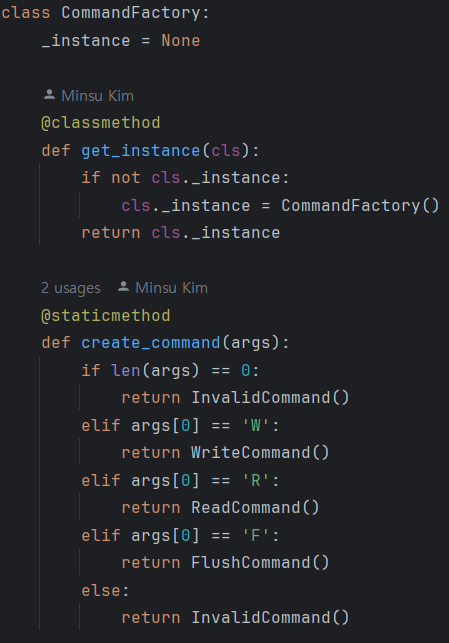 class CommandFactory:
    _instance = None
    Minsu Kim
    @classmethod
    def get_instance(cls):
        if not cls._instance:
            cls._instance = CommandFactory()
        return cls._instance
    2 usages Minsu Kim
    @staticmethod
    def create_command(args):
        if len(args) == 0:
            return InvalidCommand()
        elif args[0] == 'W':
            return WriteCommand()
        elif args[0] == 'R':
            return ReadCommand()
        elif args[0] == 'F':
            return FlushCommand()
        else:
            return InvalidCommand()